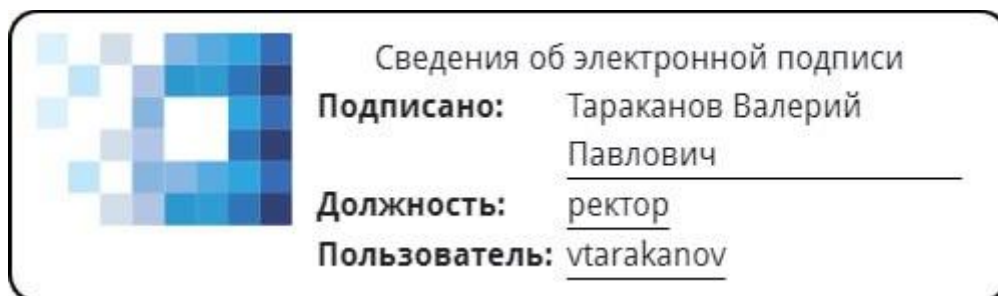 Сведения об электронной подписи
Подписано: Тараканов Валерий
Павлович
Должность: ректор
Пользователь: vtarakanov